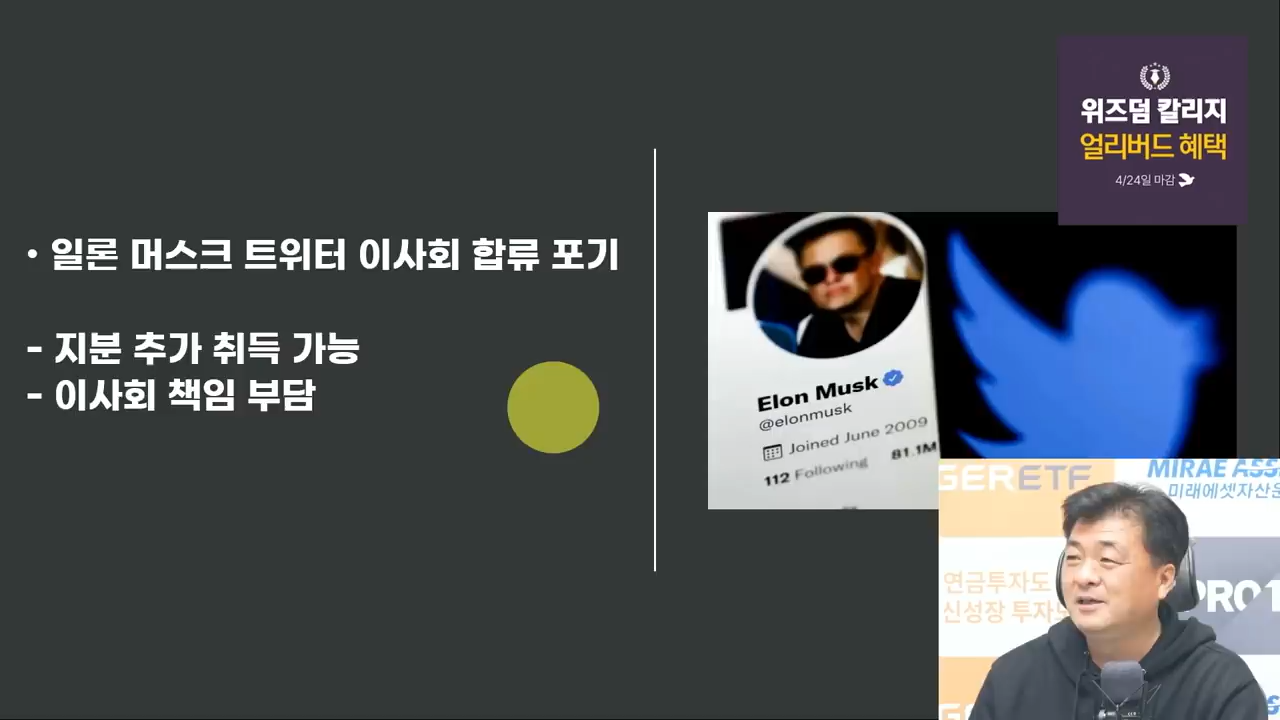 위즈덤 칼리지
얼리버드 혜택
4/24일 마감
• 일론 머스크 트위터 이사회 합류 포기
- 지분 추가 취득 가능
- 이사회 책임 부담
Elon Musk
@elonmusk
Joined June 2009
112 Following 81.1M
GERETF
MIRAE ASS
미래에셋자산운
연금투자도
신성장 투자도
PRO1